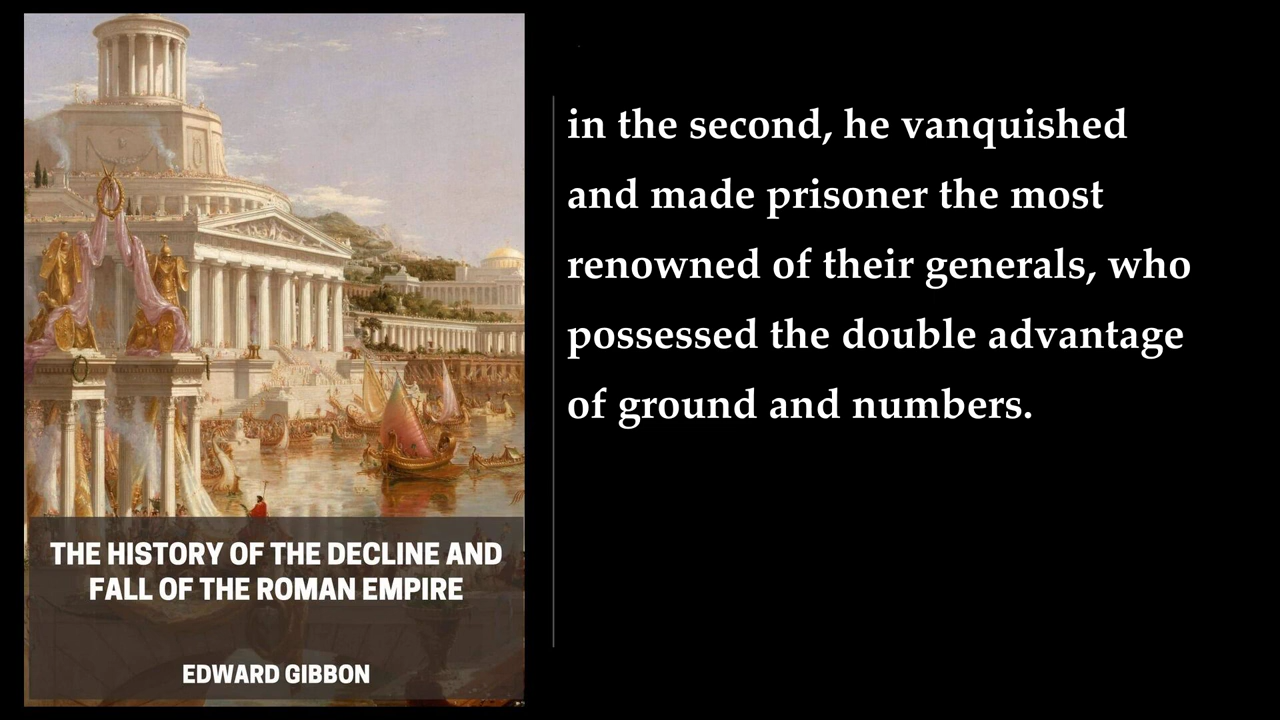 in the second, he vanquished
and made prisoner the most
renowned of their generals, who
possessed the double advantage
of ground and numbers.
THE HISTORY OF THE DECLINE AND
FALL OF THE ROMAN EMPIRE
EDWARD GIBBON